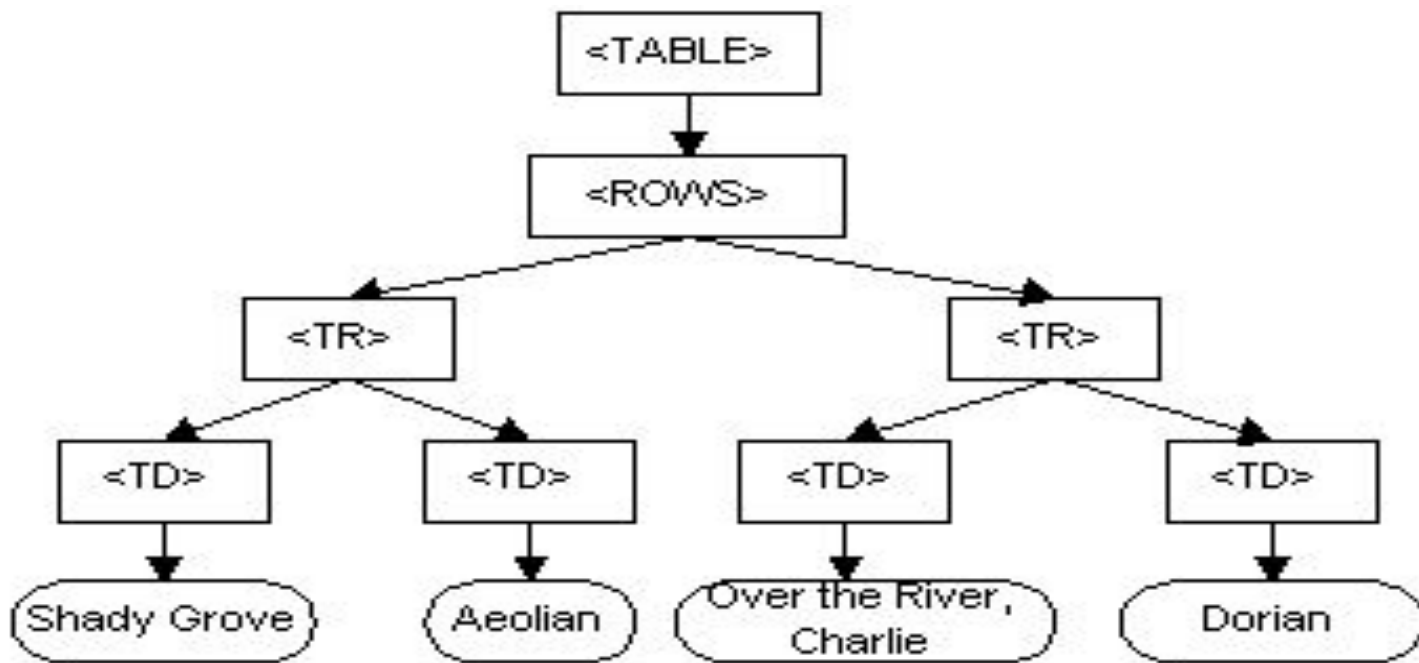 <TABLE>
<ROWS>
<TR>
<TR>
<TD>
<TD>
<TD>
<TD>
Shady Grove
Aeolian
Over the River,
Charlie
Dorian